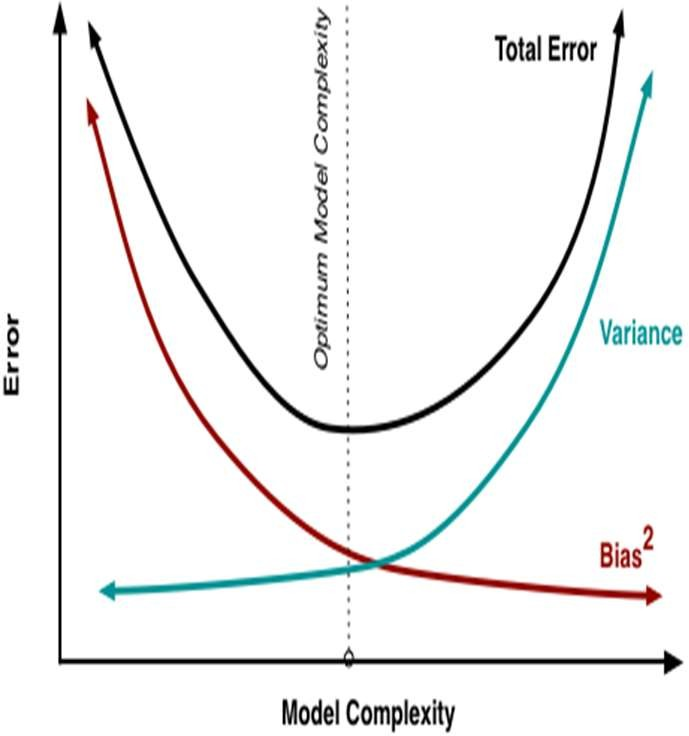 Total Error
Optimum Model Complexity
Error
Variance
Bias²
Model Complexity